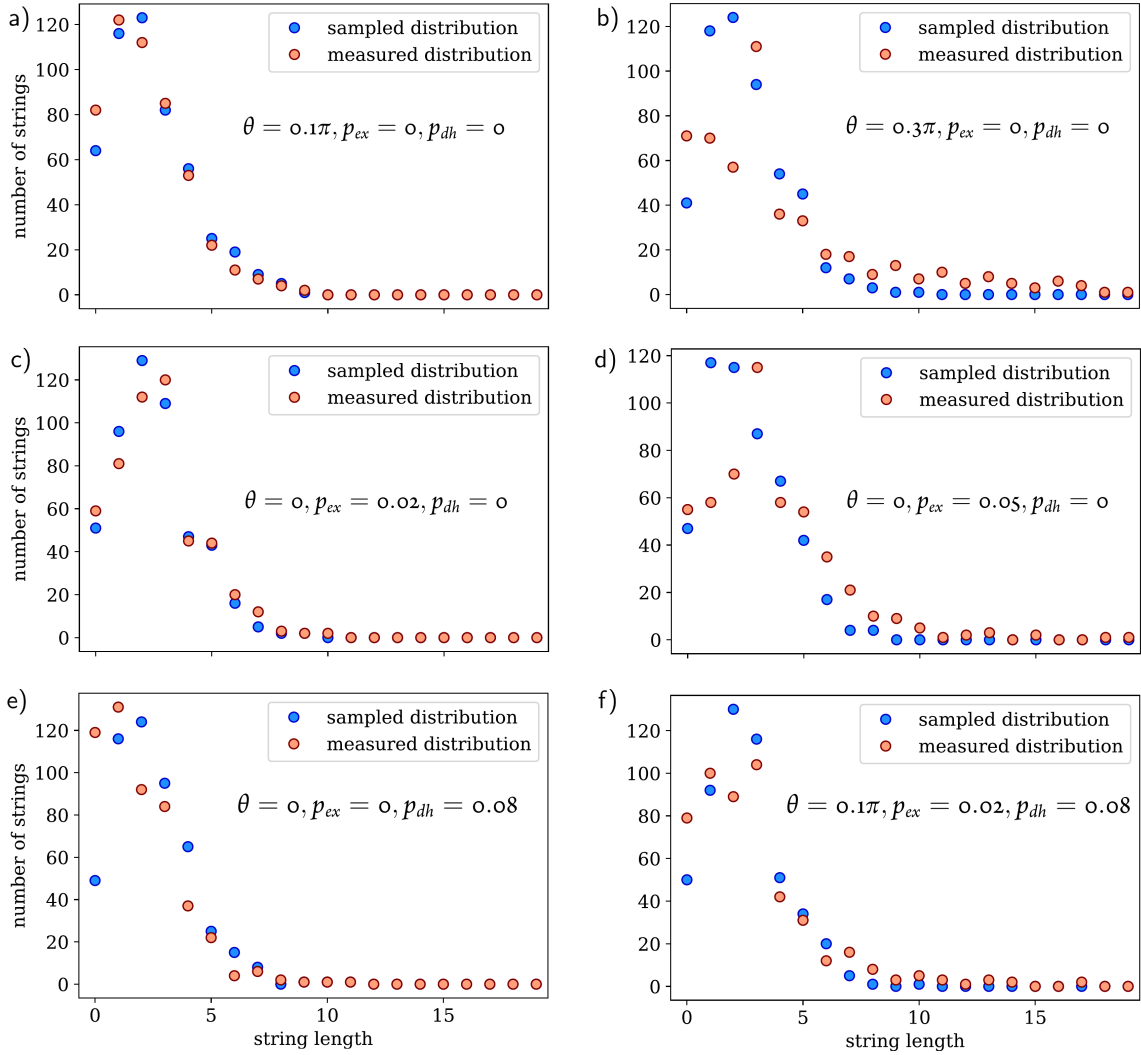 a)
120
100
80
60
40
20
0
number of strings
sampled distribution
measured distribution
θ = 0.1π, p_ex = 0, p_dh = 0
0
5
10
15
b)
120
100
80
60
40
20
0
sampled distribution
measured distribution
θ = 0.3π, p_ex = 0, p_dh = 0
c)
120
100
80
60
40
20
0
number of strings
sampled distribution
measured distribution
θ = 0, p_ex = 0.02, p_dh = 0
d)
120
100
80
60
40
20
0
sampled distribution
measured distribution
θ = 0, p_ex = 0.05, p_dh = 0
e)
120
100
80
60
40
20
0
number of strings
sampled distribution
measured distribution
θ = 0, p_ex = 0, p_dh = 0.08
0 5 10 15
string length
f)
120
100
80
60
40
20
0
sampled distribution
measured distribution
θ = 0.1π, p_ex = 0.02, p_dh = 0.08
0 5 10 15
string length